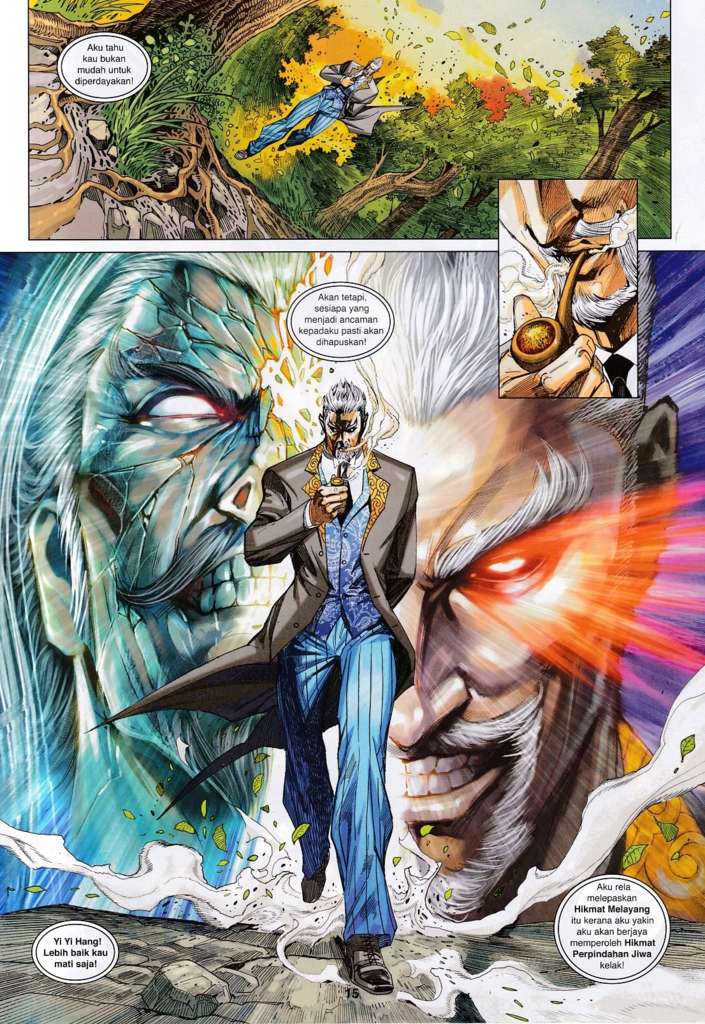 Aku tahu
kau bukan
mudah untuk
diperdayakan!
Akan tetapi,
sesiapa yang
menjadi ancaman
kepadaku pasti akan
dihapuskan!
Yi Yi Hang!
Lebih baik kau
mati saja!
Aku rela
melepaskan
Hikmat Melayang
itu kerana aku yakin
aku akan berjaya
memperoleh Hikmat
Perpindahan Jiwa
kelak!
15